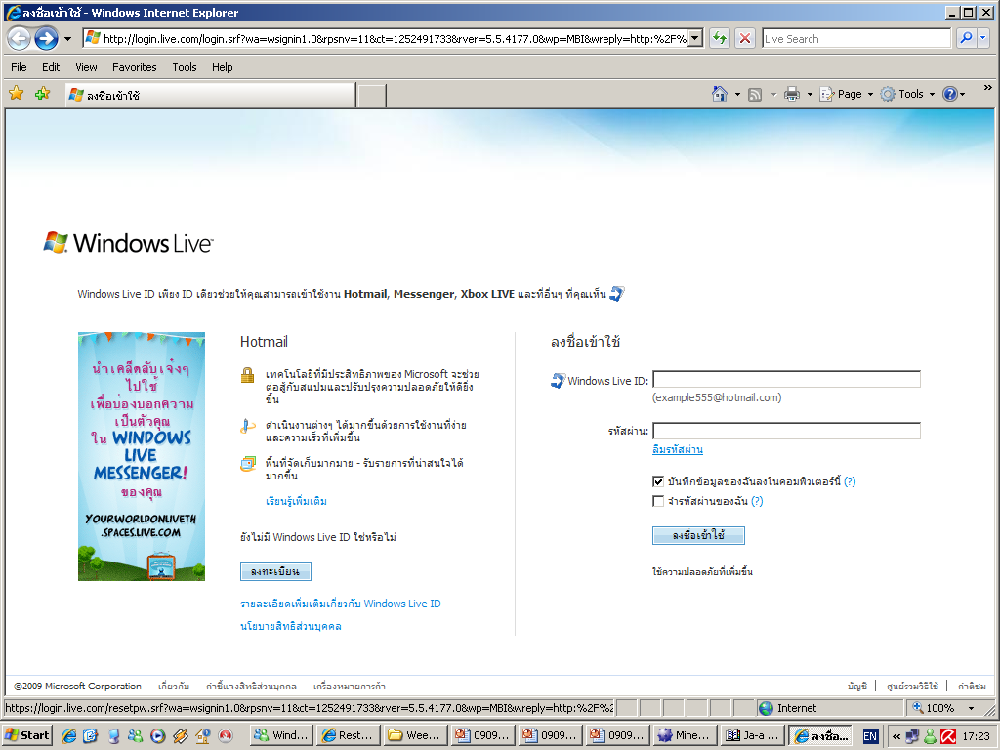 ลงชื่อเข้าใช้ - Windows Internet Explorer
http://login.live.com/login.srf?wa=wsignin1.0&rpsnv=11&ct=1252491733&rver=5.5.4177.0&wp=MBI&wreply=http:%2F%
Live Search
File Edit View Favorites Tools Help
ลงชื่อเข้าใช้
Page Tools
Windows Live
Windows Live ID เพียง ID เดียวช่วยให้คุณสามารถเข้าใช้งาน Hotmail, Messenger, Xbox LIVE และที่อื่นๆ ที่คุณเห็น
นำเคล็ดลับเจ๋งๆ
ไปใช้
เพื่อบ่งบอกความ
เป็นตัวคุณ
ใน WINDOWS
LIVE
MESSENGER!
ของคุณ
YOURWORLDONLIVETH
.SPACES.LIVE.COM
Hotmail
เทคโนโลยีที่มีประสิทธิภาพของ Microsoft จะช่วย
ต่อสู้กับสแปมและปรับปรุงความปลอดภัยให้ดียิ่ง
ขึ้น
ดำเนินงานต่างๆ ได้มากขึ้นด้วยการใช้งานที่ง่าย
และความเร็วที่เพิ่มขึ้น
พื้นที่จัดเก็บมากมาย - รับรายการที่น่าสนใจได้
มากขึ้น
เรียนรู้เพิ่มเติม
ยังไม่มี Windows Live ID ใช่หรือไม่
ลงทะเบียน
รายละเอียดเพิ่มเติมเกี่ยวกับ Windows Live ID
นโยบายสิทธิส่วนบุคคล
ลงชื่อเข้าใช้
Windows Live ID:
(example555@hotmail.com)
รหัสผ่าน:
ลืมรหัสผ่าน
บันทึกข้อมูลของฉันลงในคอมพิวเตอร์นี้ (?)
จำรหัสผ่านของฉัน (?)
ลงชื่อเข้าใช้
ใช้ความปลอดภัยที่เพิ่มขึ้น
©2009 Microsoft Corporation เกี่ยวกับ คำชี้แจงสิทธิส่วนบุคคล เครื่องหมายการค้า บัญชี ศูนย์รวมวิธีใช้ คำติชม
https://login.live.com/resetpw.srf?wa=wsignin1.0&rpsnv=11&ct=1252491733&rver=5.5.4177.0&wp=MBI&wreply=http:%2F%2 Internet 100%
Start Wind... Rest... Wee... 0909... 0909... 0909... Mine... Ja-a ... ลงชื่อ... EN 17:23